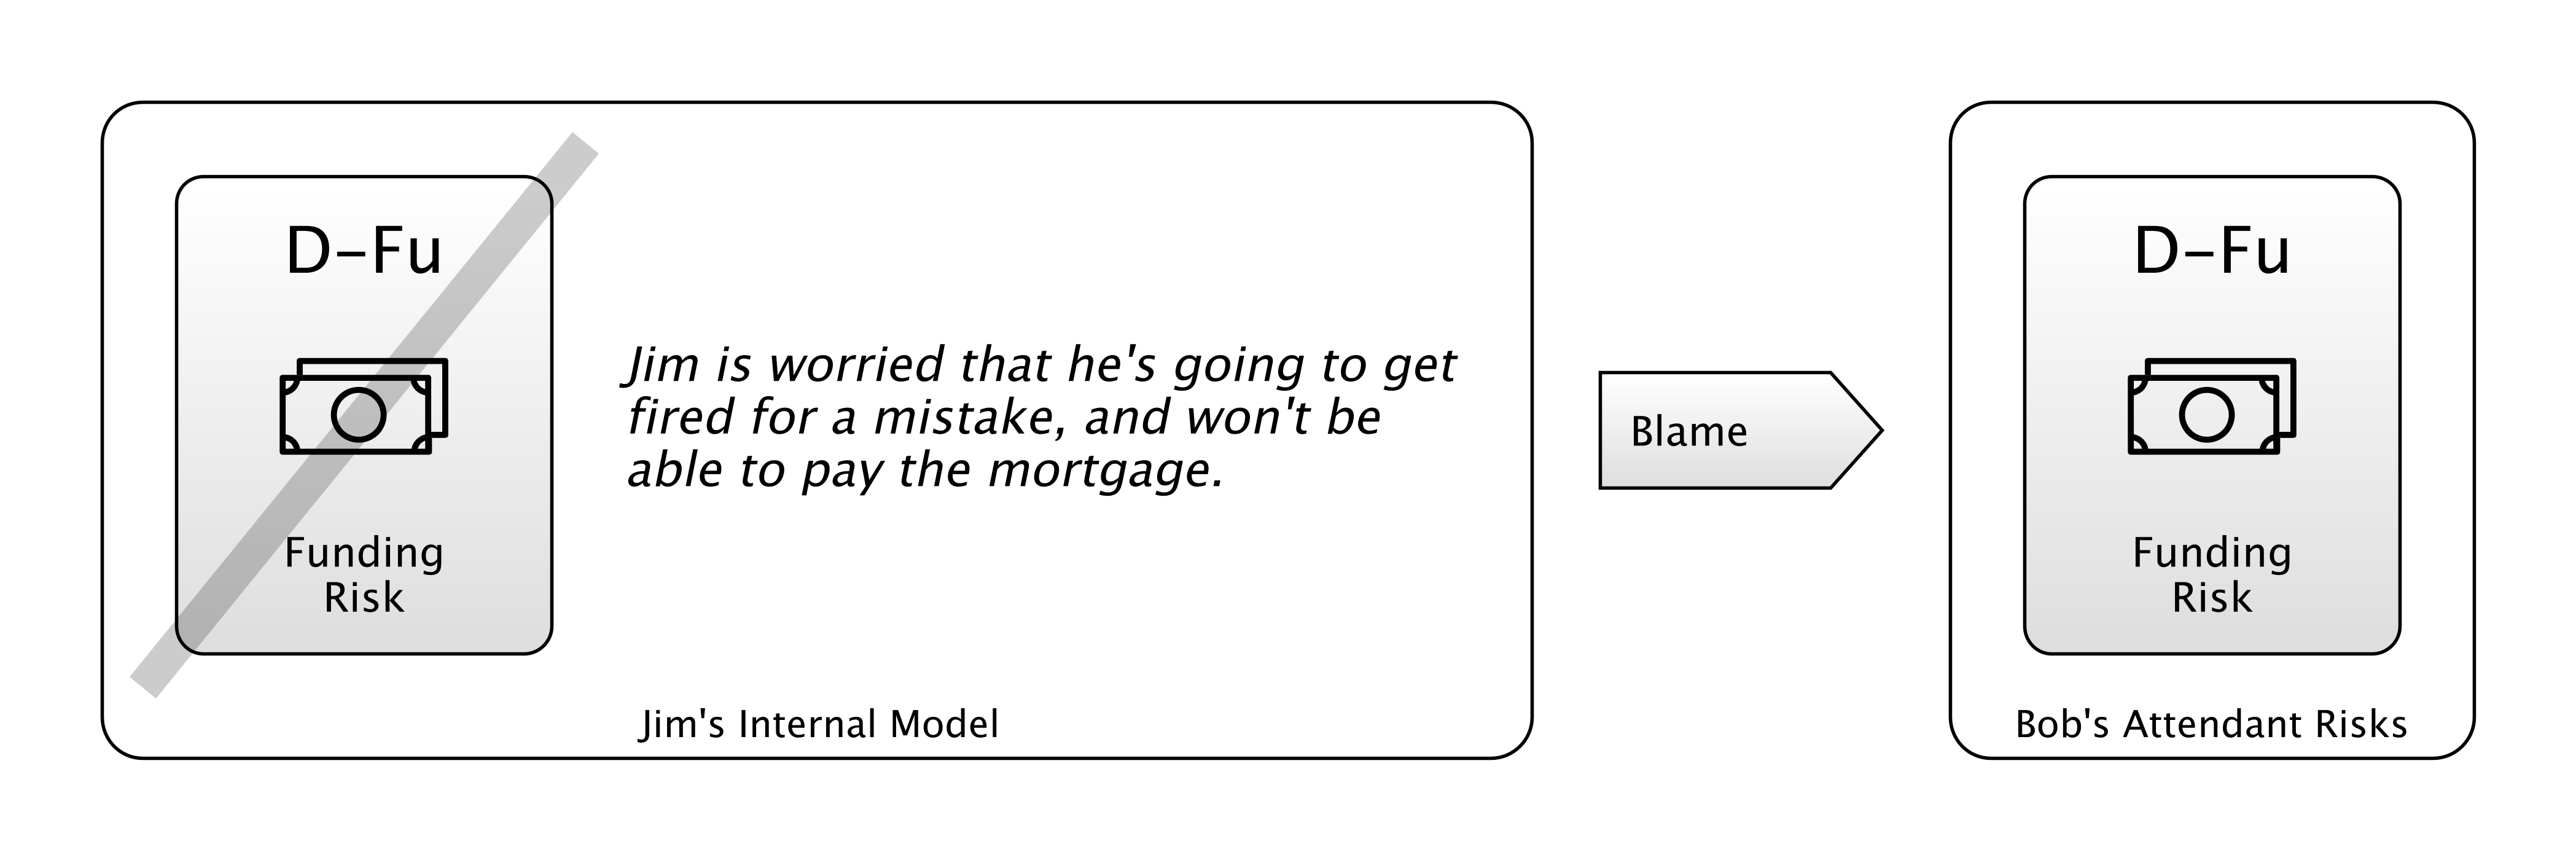 D-Fu
Funding
Risk
Jim is worried that he's going to get
fired for a mistake, and won't be
able to pay the mortgage.
Jim's Internal Model
Blame
D-Fu
Funding
Risk
Bob's Attendant Risks